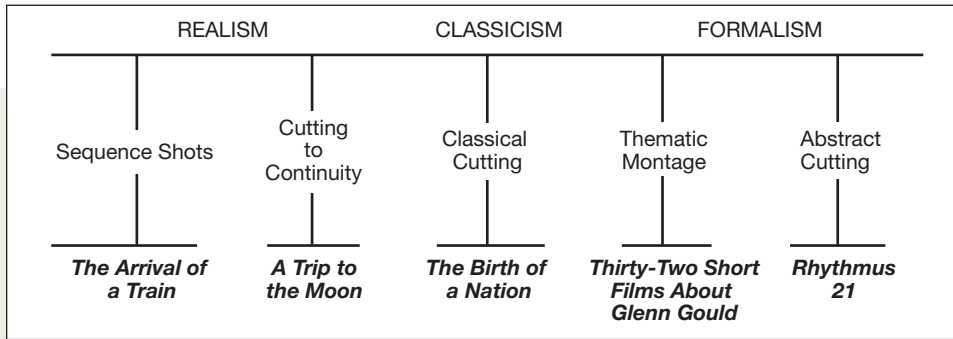 REALISM CLASSICISM FORMALISM
Sequence Shots
Cutting
to
Continuity
Classical
Cutting
Thematic
Montage
Abstract
Cutting
The Arrival of
a Train
A Trip to
the Moon
The Birth of
a Nation
Thirty-Two Short
Films About
Glenn Gould
Rhythmus
21